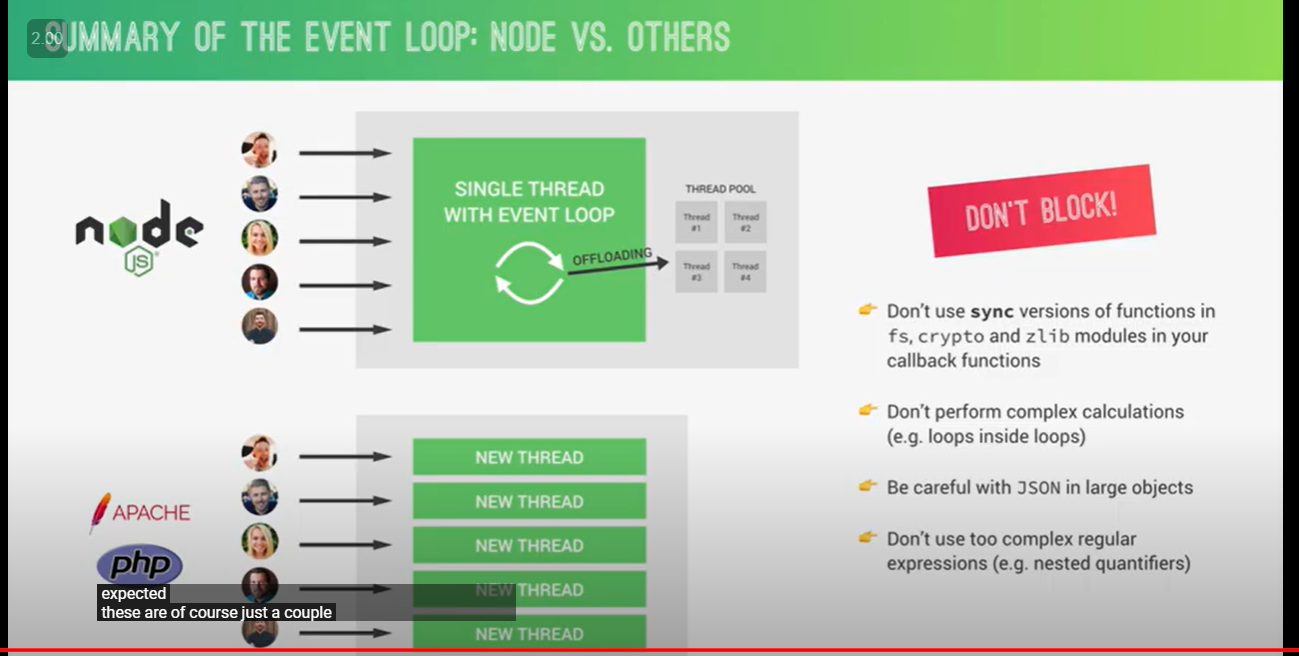 2.00
SUMMARY OF THE EVENT LOOP: NODE VS. OTHERS
node
JS
SINGLE THREAD
WITH EVENT LOOP
OFFLOADING
THREAD POOL
Thread
#1
Thread
#2
Thread
#3
Thread
#4
APACHE
php
NEW THREAD
NEW THREAD
NEW THREAD
NEW THREAD
NEW THREAD
DON'T BLOCK!
Don't use sync versions of functions in
fs, crypto and zlib modules in your
callback functions
Don't perform complex calculations
(e.g. loops inside loops)
Be careful with JSON in large objects
Don't use too complex regular
expressions (e.g. nested quantifiers)
expected
these are of course just a couple